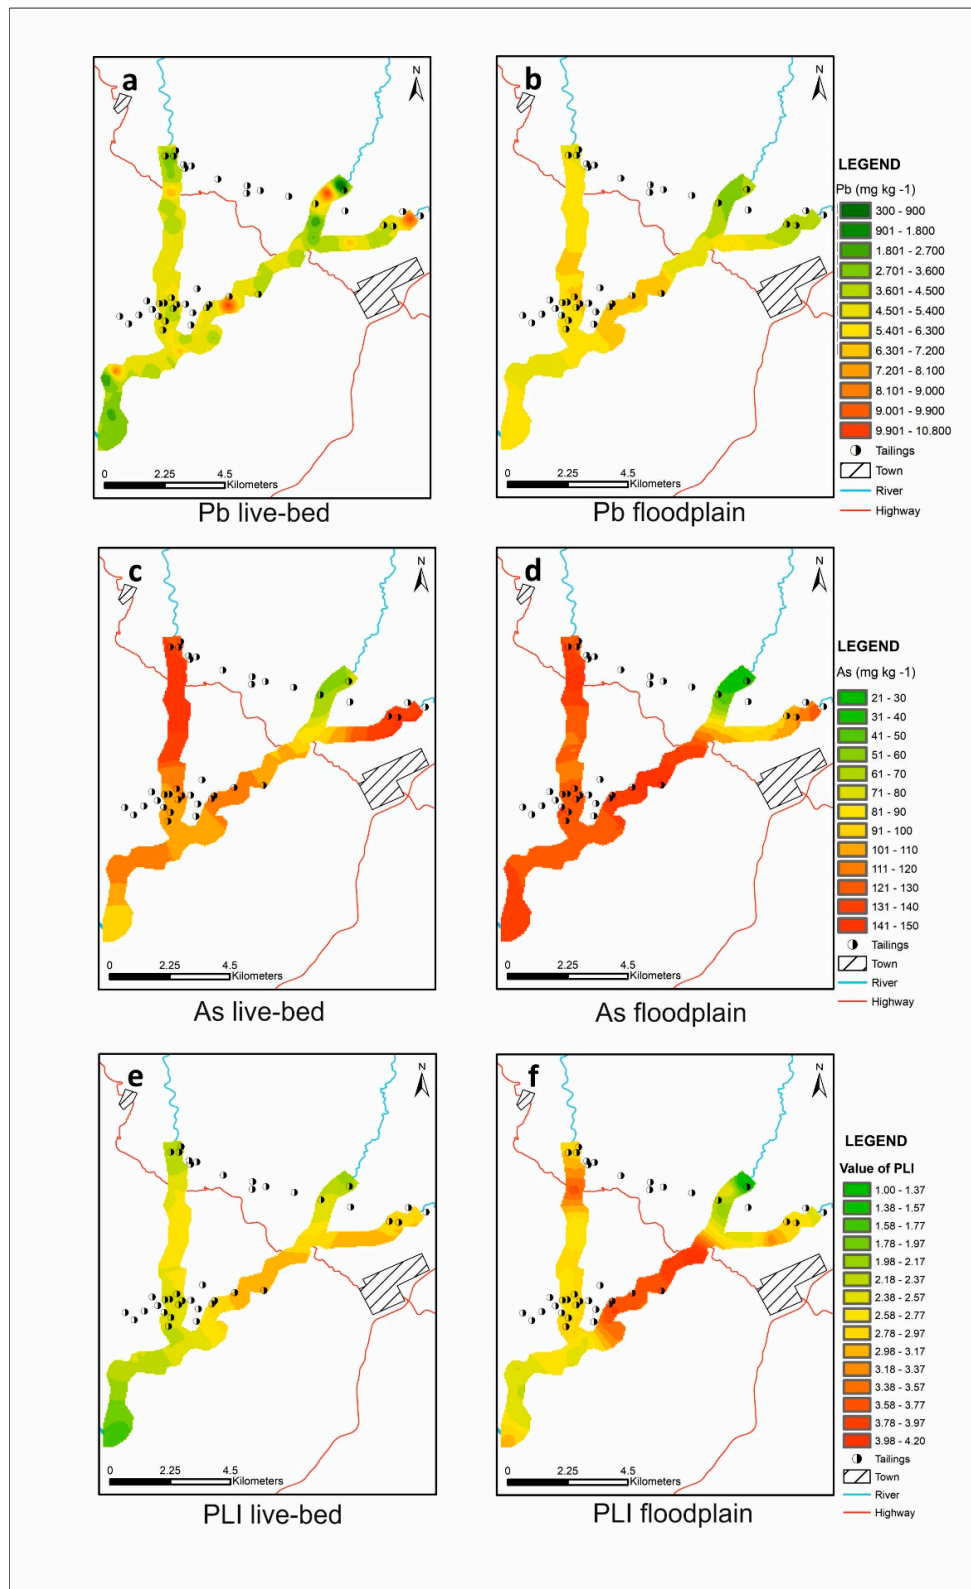 a
N
0 2.25 4.5
Kilometers
Pb live-bed
b
N
0 2.25 4.5
Kilometers
Pb floodplain
LEGEND
Pb (mg kg -1)
300 - 900
901 - 1.800
1.801 - 2.700
2.701 - 3.600
3.601 - 4.500
4.501 - 5.400
5.401 - 6.300
6.301 - 7.200
7.201 - 8.100
8.101 - 9.000
9.001 - 9.900
9.901 - 10.800
Tailings
Town
River
Highway
c
N
0 2.25 4.5
Kilometers
As live-bed
d
N
0 2.25 4.5
Kilometers
As floodplain
LEGEND
As (mg kg -1)
21 - 30
31 - 40
41 - 50
51 - 60
61 - 70
71 - 80
81 - 90
91 - 100
101 - 110
111 - 120
121 - 130
131 - 140
141 - 150
Tailings
Town
River
Highway
e
N
0 2.25 4.5
Kilometers
PLI live-bed
f
N
0 2.25 4.5
Kilometers
PLI floodplain
LEGEND
Value of PLI
1.00 - 1.37
1.38 - 1.57
1.58 - 1.77
1.78 - 1.97
1.98 - 2.17
2.18 - 2.37
2.38 - 2.57
2.58 - 2.77
2.78 - 2.97
2.98 - 3.17
3.18 - 3.37
3.38 - 3.57
3.58 - 3.77
3.78 - 3.97
3.98 - 4.20
Tailings
Town
River
Highway